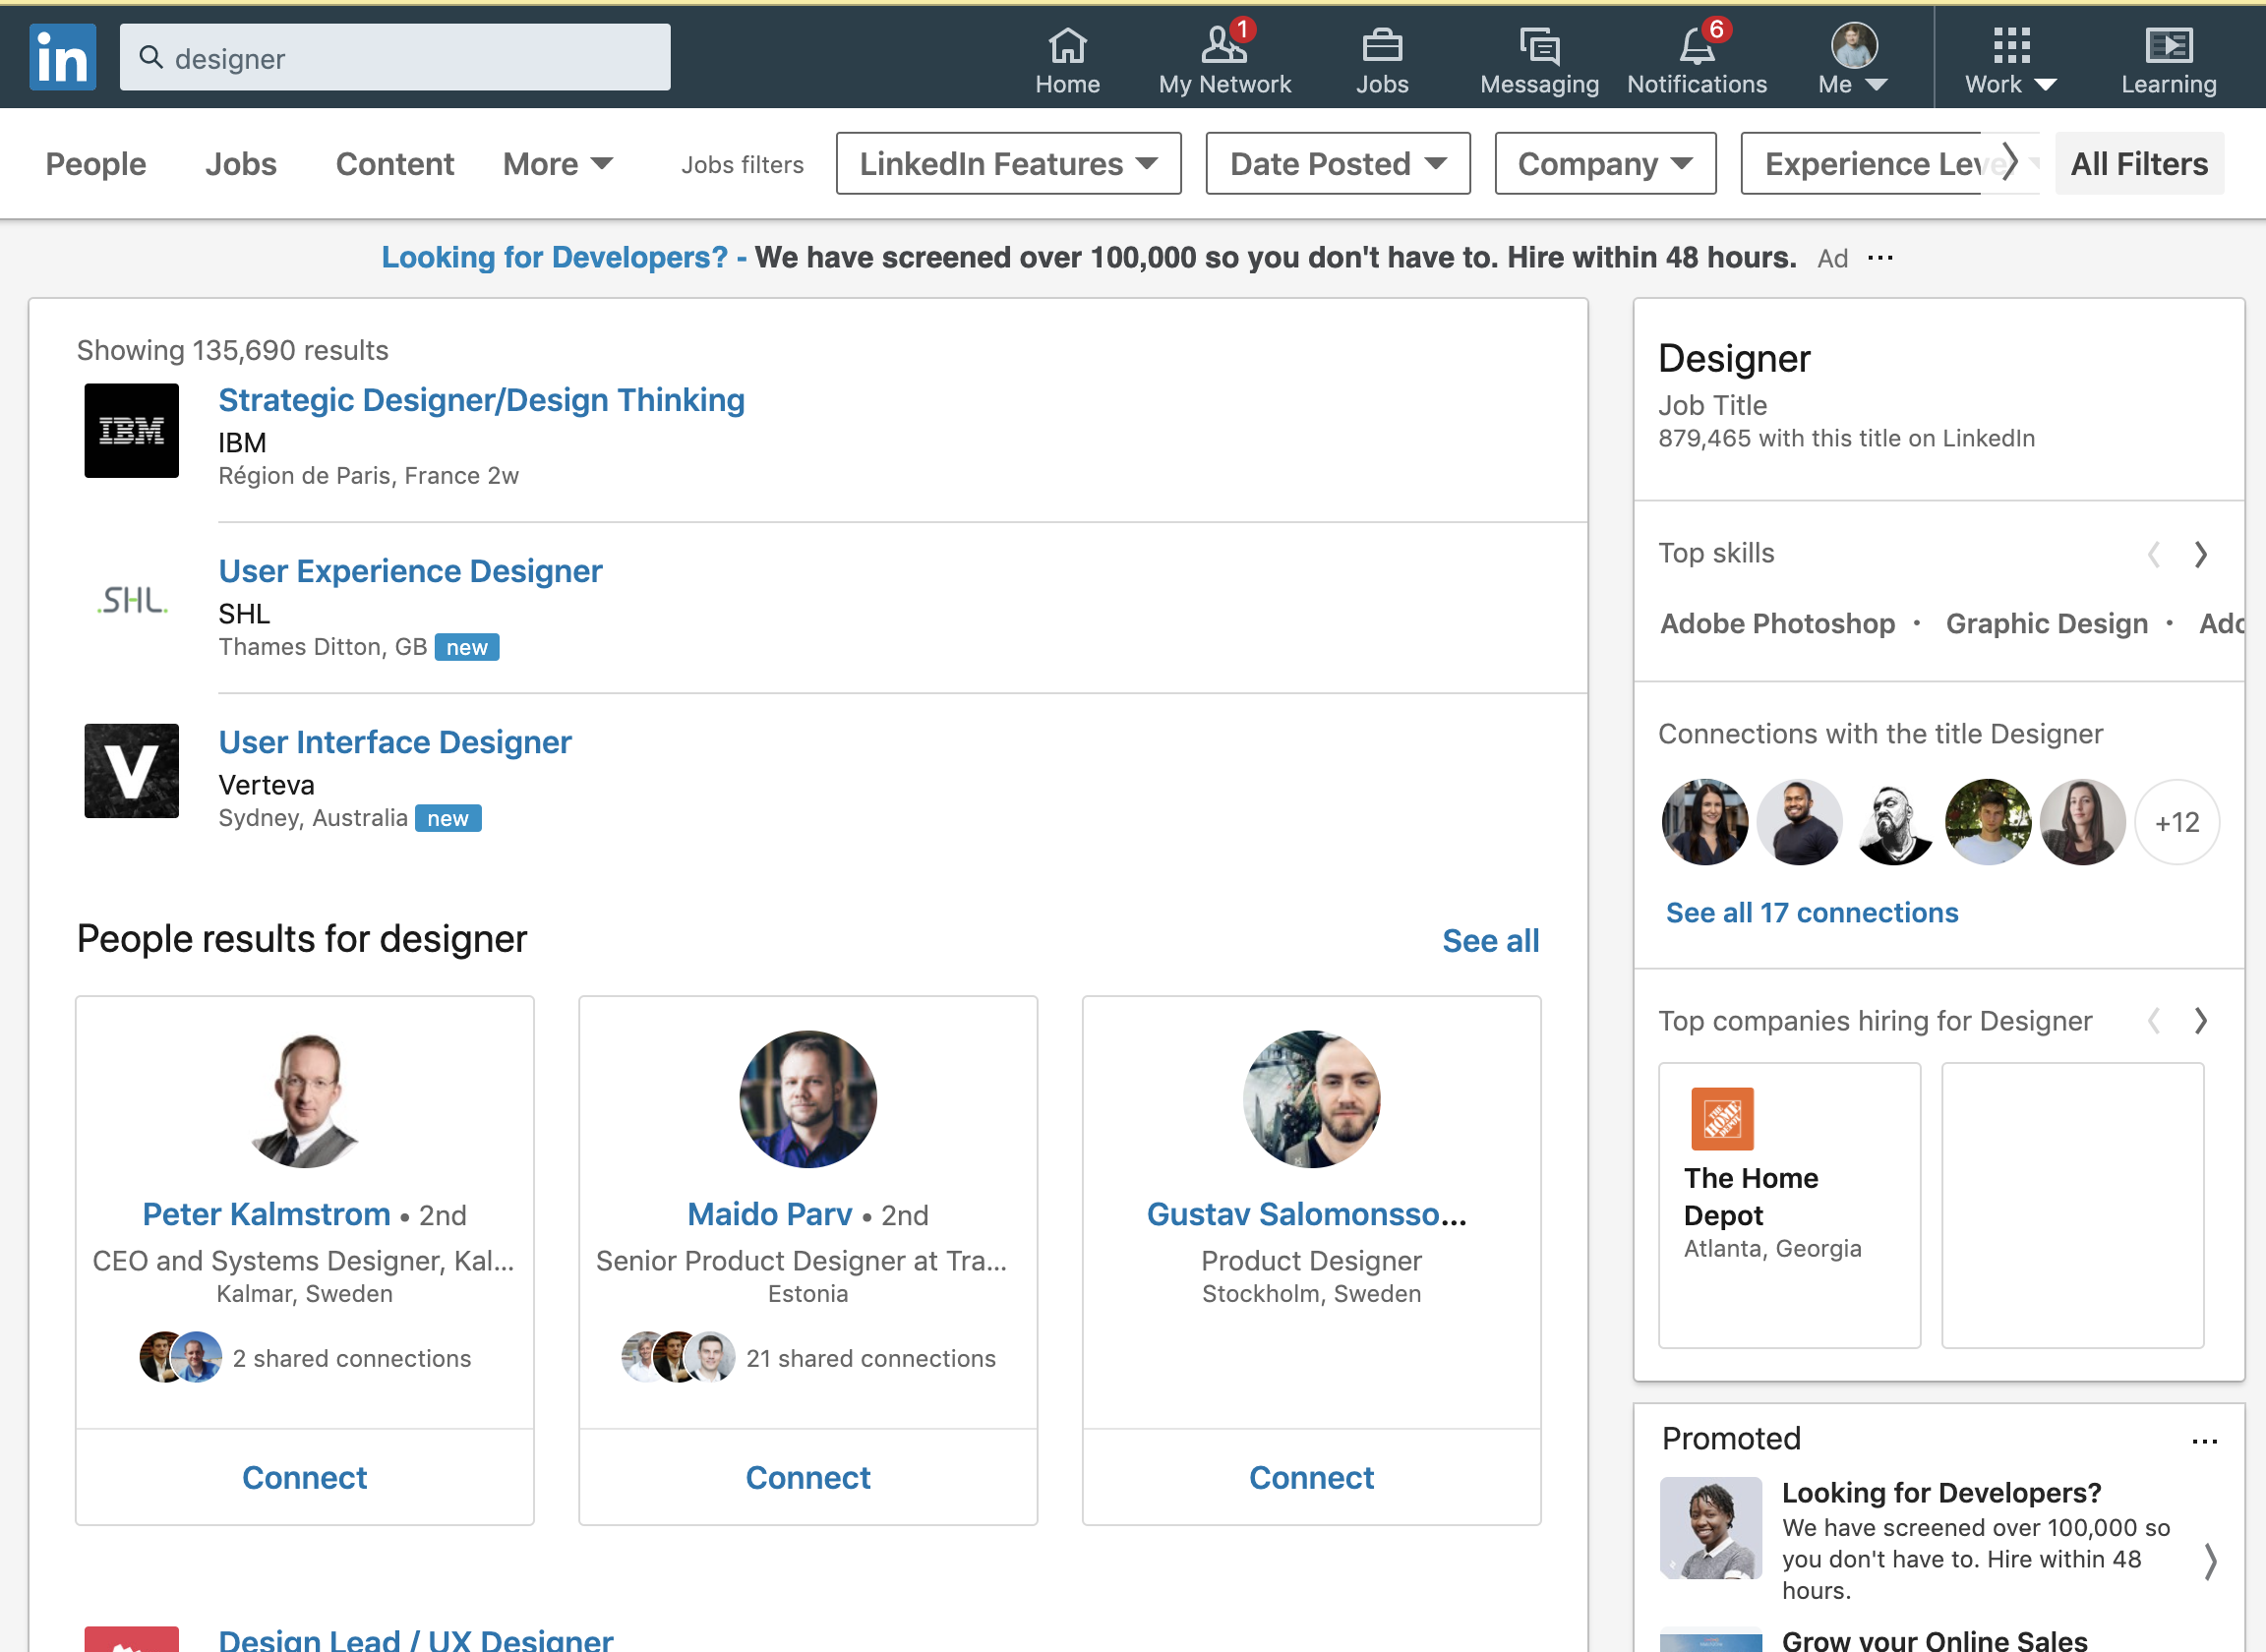 in
designer
1
6
Home
My Network
Jobs
Messaging
Notifications
Me
Work
Learning
People
Jobs
Content
More
Jobs filters
LinkedIn Features
Date Posted
Company
Experience Leve
All Filters
Looking for Developers? - We have screened over 100,000 so you don't have to. Hire within 48 hours. Ad ...
Showing 135,690 results
IBM
Strategic Designer/Design Thinking
IBM
Région de Paris, France 2w
.SHL.
User Experience Designer
SHL
Thames Ditton, GB new
V
User Interface Designer
Verteva
Sydney, Australia new
People results for designer
See all
Peter Kalmstrom • 2nd
CEO and Systems Designer, Kal...
Kalmar, Sweden
2 shared connections
Connect
Maido Parv • 2nd
Senior Product Designer at Tra...
Estonia
21 shared connections
Connect
Gustav Salomonsso...
Product Designer
Stockholm, Sweden
Connect
Design Lead / UX Designer
Designer
Job Title
879,465 with this title on LinkedIn
Top skills
Adobe Photoshop • Graphic Design • Ado
Connections with the title Designer
+12
See all 17 connections
Top companies hiring for Designer
THE HOME DEPOT
The Home
Depot
Atlanta, Georgia
Promoted
...
Looking for Developers?
We have screened over 100,000 so
you don't have to. Hire within 48
hours.
Grow your Online Sales